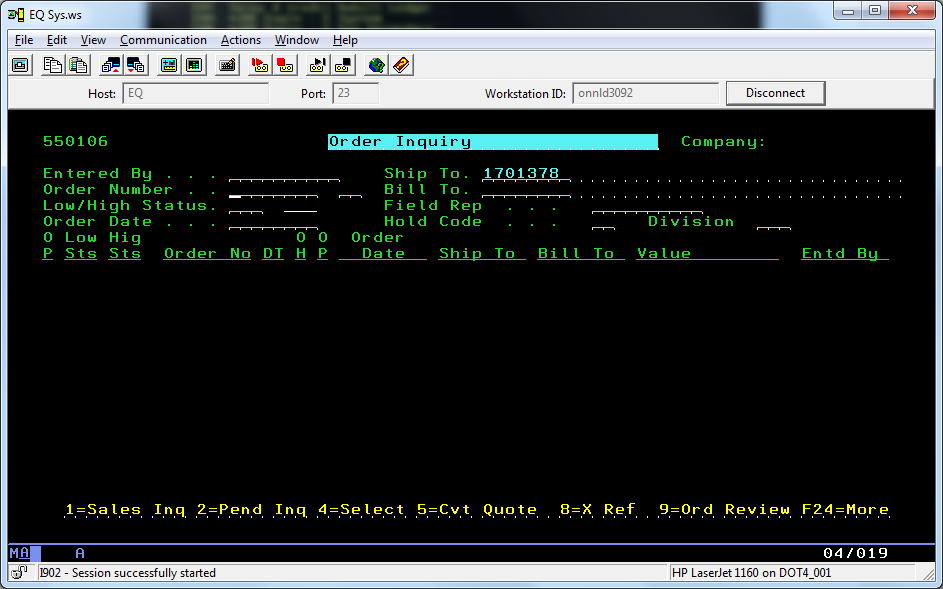 EQ Sys.ws
File Edit View Communication Actions Window Help
Host: EQ Port: 23 Workstation ID: onnld3092 Disconnect
550106 Order Inquiry Company:
Entered By . . . Ship To. 1701378
Order Number . . Bill To.
Low/High Status. Field Rep . . .
Order Date . . . Hold Code . . . Division
O Low Hig O O Order
P Sts Sts Order No DT H P Date Ship To Bill To Value Entd By
1=Sales Inq 2=Pend Inq 4=Select 5=Cvt Quote 8=X Ref 9=Ord Review F24=More
MA A 04/019
I902 - Session successfully started HP LaserJet 1160 on DOT4_001